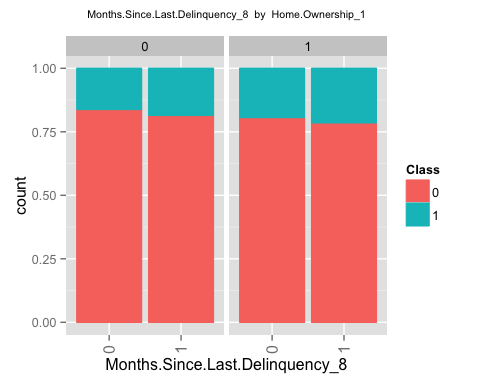 Months.Since.Last.Delinquency_8 by Home.Ownership_1
0 1
1.00
0.75
0.50
0.25
0.00
count
0 1 0 1
Months.Since.Last.Delinquency_8
Class
0
1